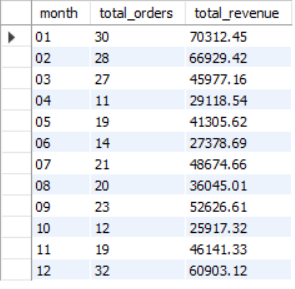 month total_orders total_revenue
01 30 70312.45
02 28 66929.42
03 27 45977.16
04 11 29118.54
05 19 41305.62
06 14 27378.69
07 21 48674.66
08 20 36045.01
09 23 52626.61
10 12 25917.32
11 19 46141.33
12 32 60903.12